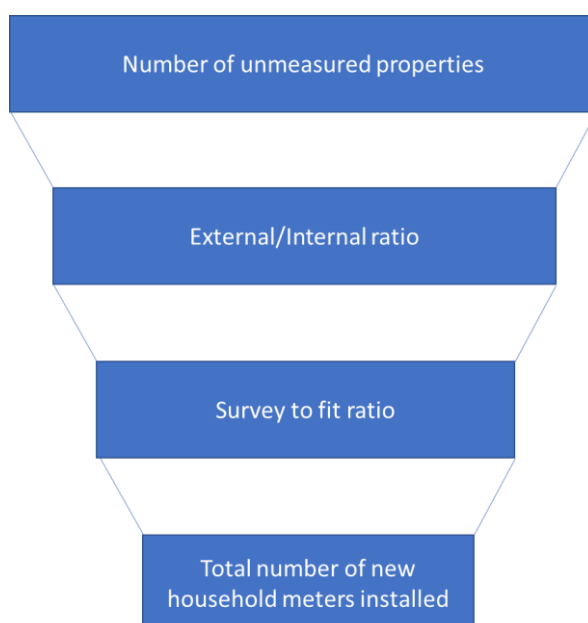 Number of unmeasured properties
External/Internal ratio
Survey to fit ratio
Total number of new
household meters installed